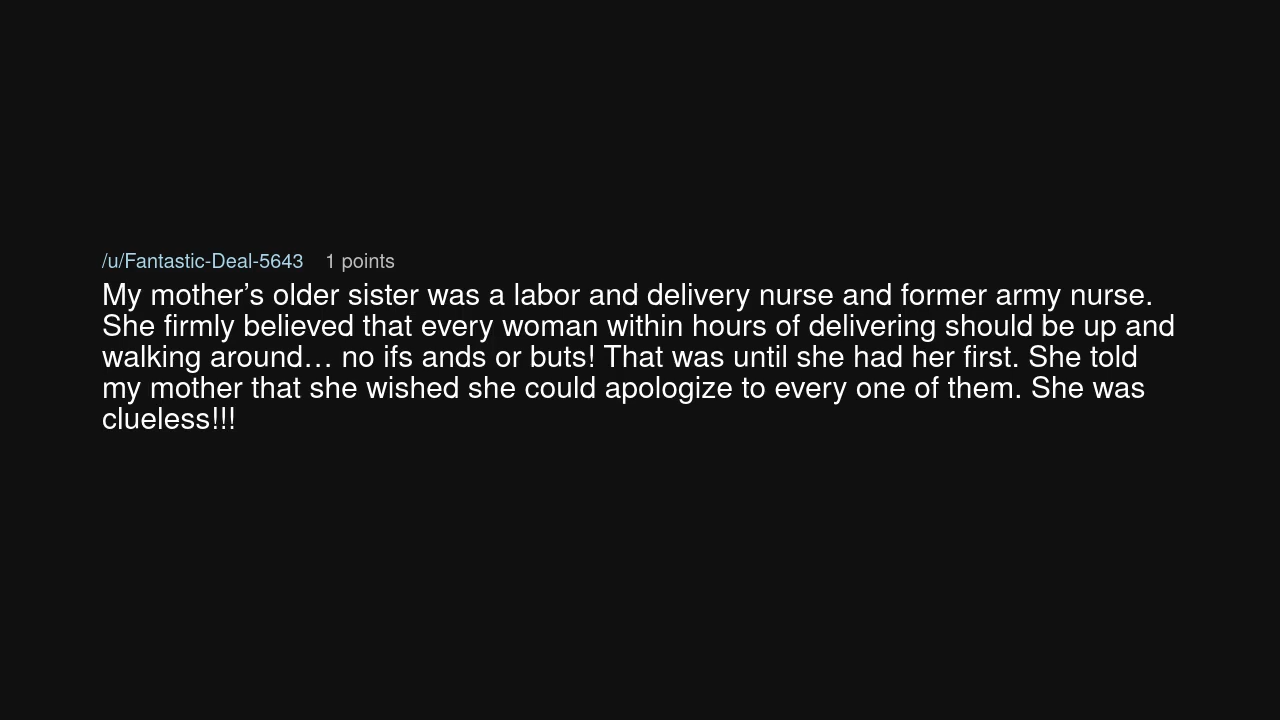 /u/Fantastic-Deal-5643 1 points
My mother’s older sister was a labor and delivery nurse and former army nurse.
She firmly believed that every woman within hours of delivering should be up and
walking around… no ifs ands or buts! That was until she had her first. She told
my mother that she wished she could apologize to every one of them. She was
clueless!!!